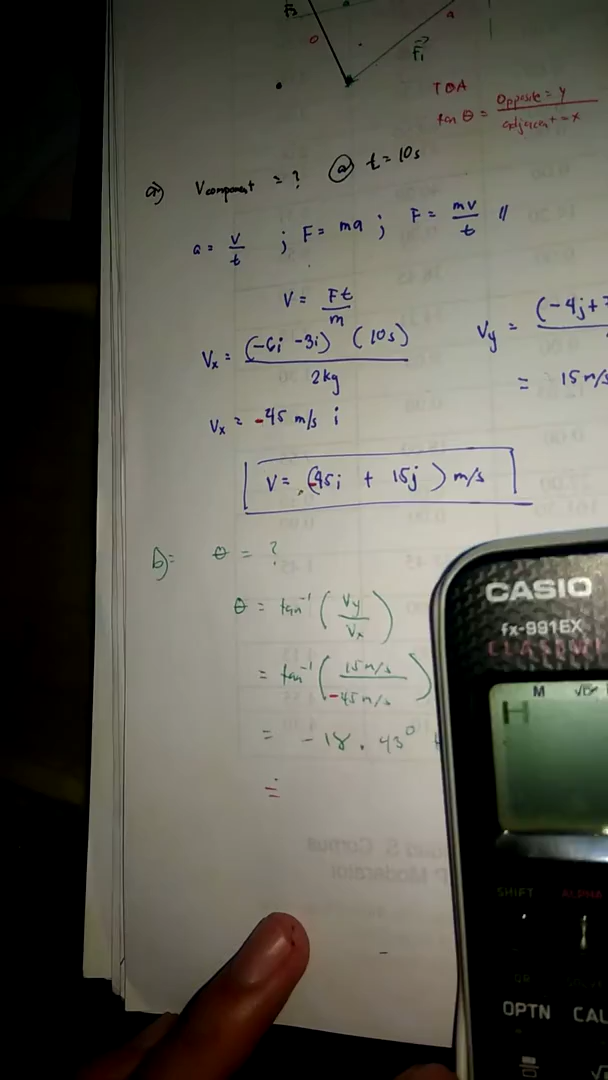 F₂
a
F₁
TOA
tan θ = Opposite = y / adjacent = x
a) Vcomponent = ? @ t = 10s
a = V/t ; F = ma ; F = mv/t //
V = Ft/m
Vx = (-6i -3i) (10s) / 2kg
Vy = (-4j +
= 15 m/s
Vx = -45 m/s i
V = (-45i + 15j) m/s
b) = θ = ?
θ = tan⁻¹ (Vy/Vx)
= tan⁻¹ (15 m/s / -45 m/s)
= -18.43°
=
CASIO
fx-991EX
CLASSWIZ
M
SHIFT ALPHA
OPTN CAL